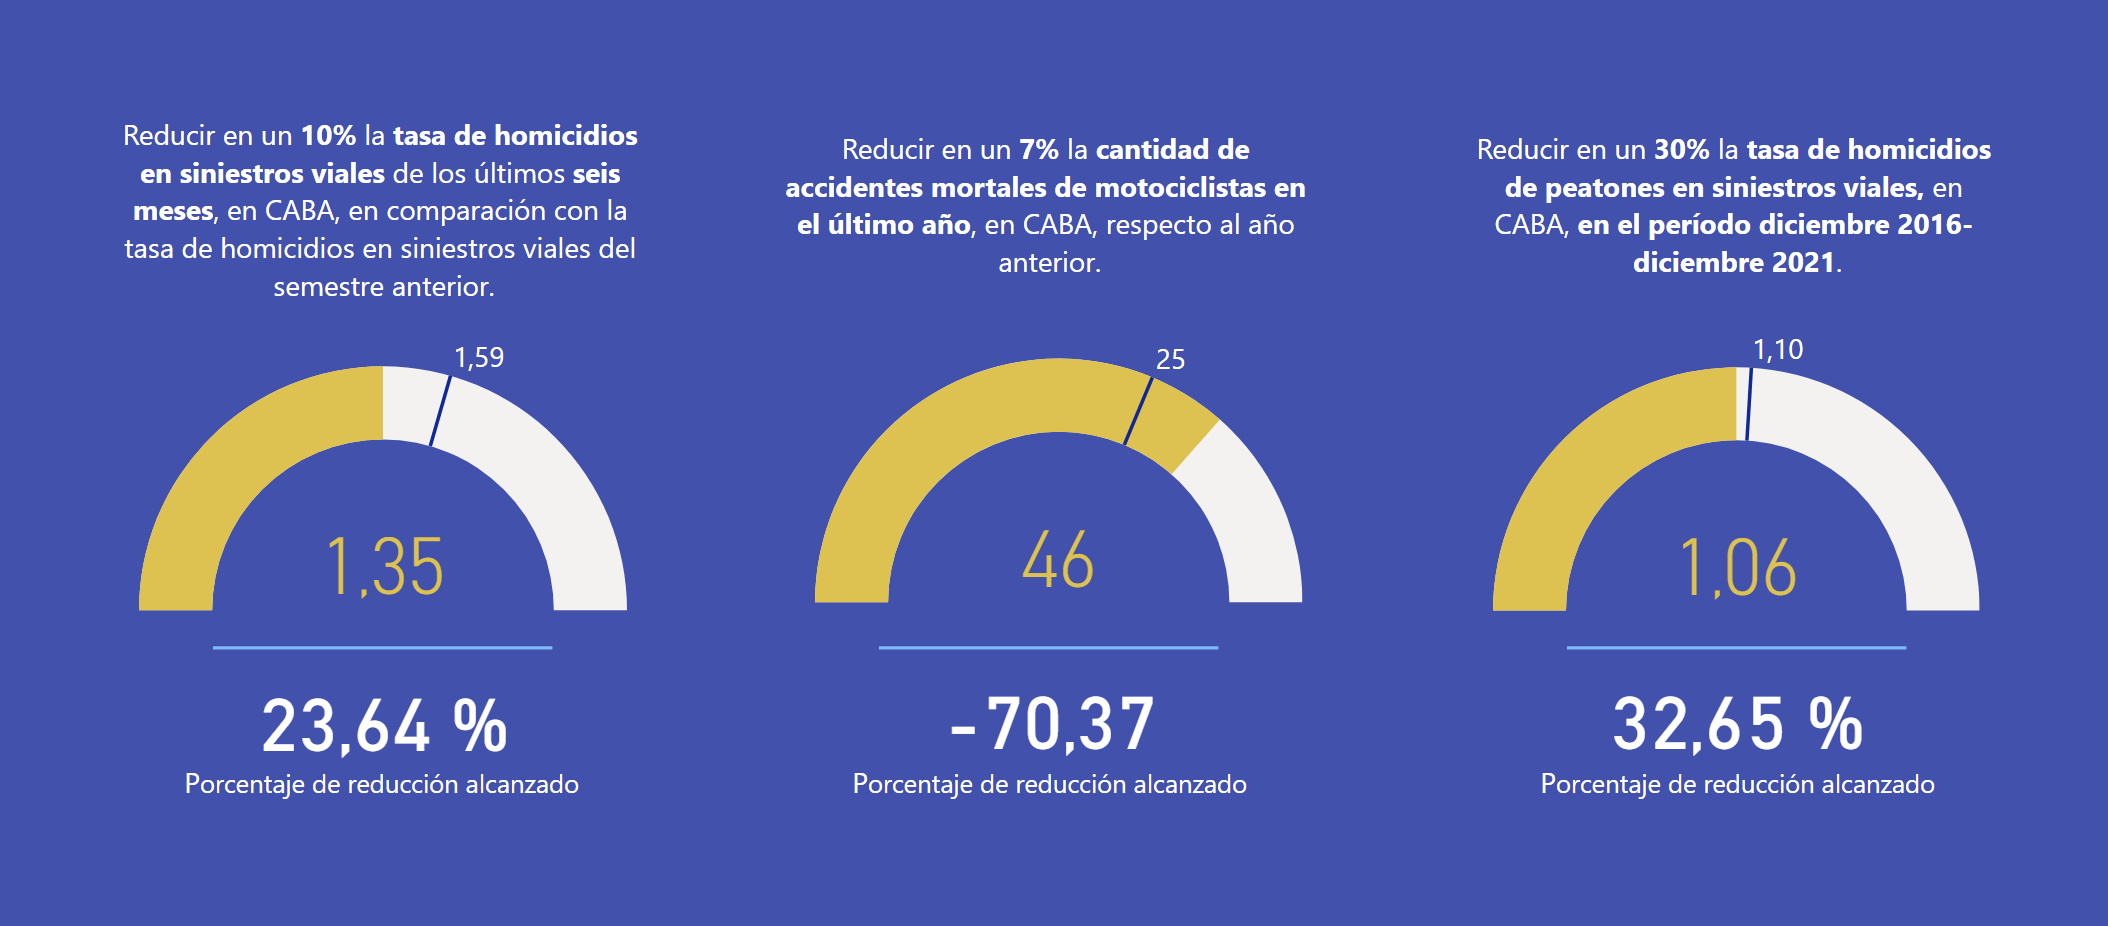 Reducir en un 10% la tasa de homicidios
en siniestros viales de los últimos seis
meses, en CABA, en comparación con la
tasa de homicidios en siniestros viales del
semestre anterior.
1,59
1,35
23,64 %
Porcentaje de reducción alcanzado
Reducir en un 7% la cantidad de
accidentes mortales de motociclistas en
el último año, en CABA, respecto al año
anterior.
25
46
-70,37
Porcentaje de reducción alcanzado
Reducir en un 30% la tasa de homicidios
de peatones en siniestros viales, en
CABA, en el período diciembre 2016-
diciembre 2021.
1,10
1,06
32,65 %
Porcentaje de reducción alcanzado